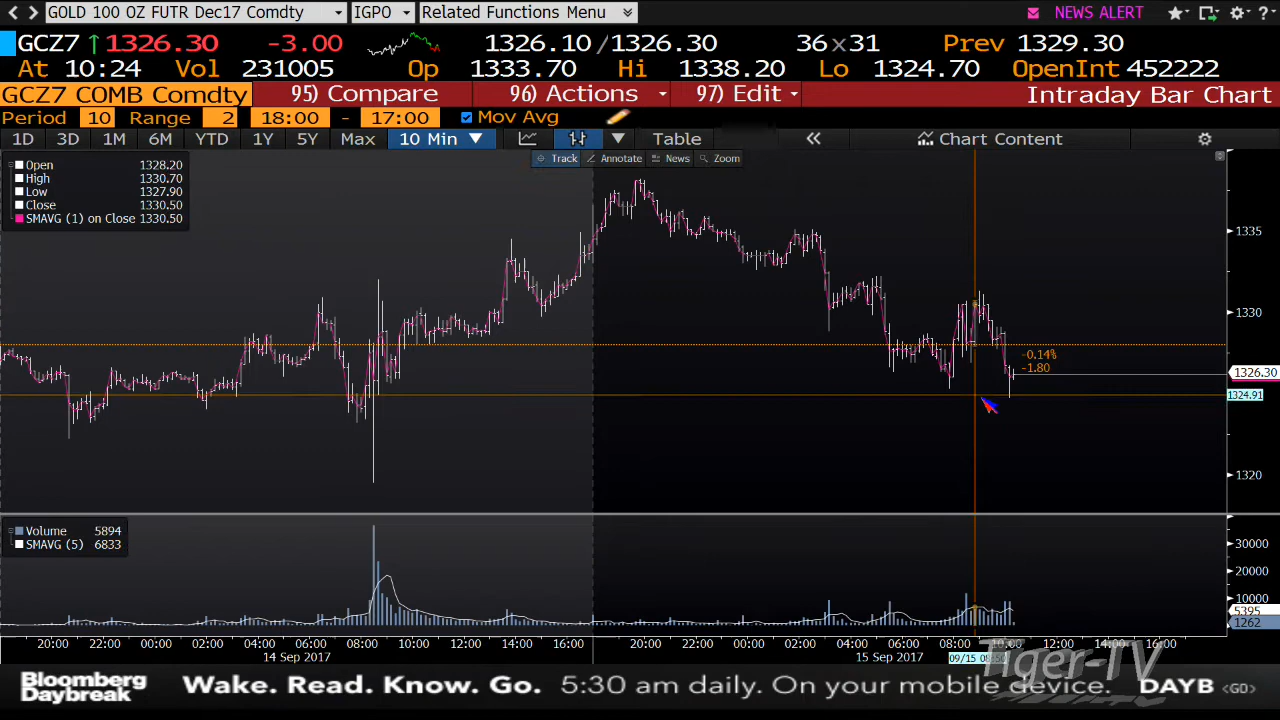 GOLD 100 OZ FUTR Dec17 Comdty IGPO Related Functions Menu NEWS ALERT ?
GCZ7 ↑1326.30 -3.00 1326.10/1326.30 36x31 Prev 1329.30
At 10:24 Vol 231005 Op 1333.70 Hi 1338.20 Lo 1324.70 OpenInt 452222
GCZ7 COMB Comdty 95) Compare 96) Actions 97) Edit Intraday Bar Chart
Period 10 Range 2 18:00 - 17:00 Mov Avg
1D 3D 1M 6M YTD 1Y 5Y Max 10 Min Table « Chart Content
Track Annotate News Zoom
Open 1328.20
High 1330.70
Low 1327.90
Close 1330.50
SMAVG (1) on Close 1330.50
1335
1330
-0.14%
-1.80
1326.30
1324.91
1320
Volume 5894
SMAVG (5) 6833
30000
20000
10000
5395
1262
20:00 22:00 00:00 02:00 04:00 06:00 08:00 10:00 12:00 14:00 16:00 20:00 22:00 00:00 02:00 04:00 06:00 08:00 10:00 12:00 14:00 16:00
14 Sep 2017 15 Sep 2017 09/15 08:50
Tiger-TV
Bloomberg
Daybreak
Wake. Read. Know. Go. 5:30 am daily. On your mobile device. DAYB <GO>